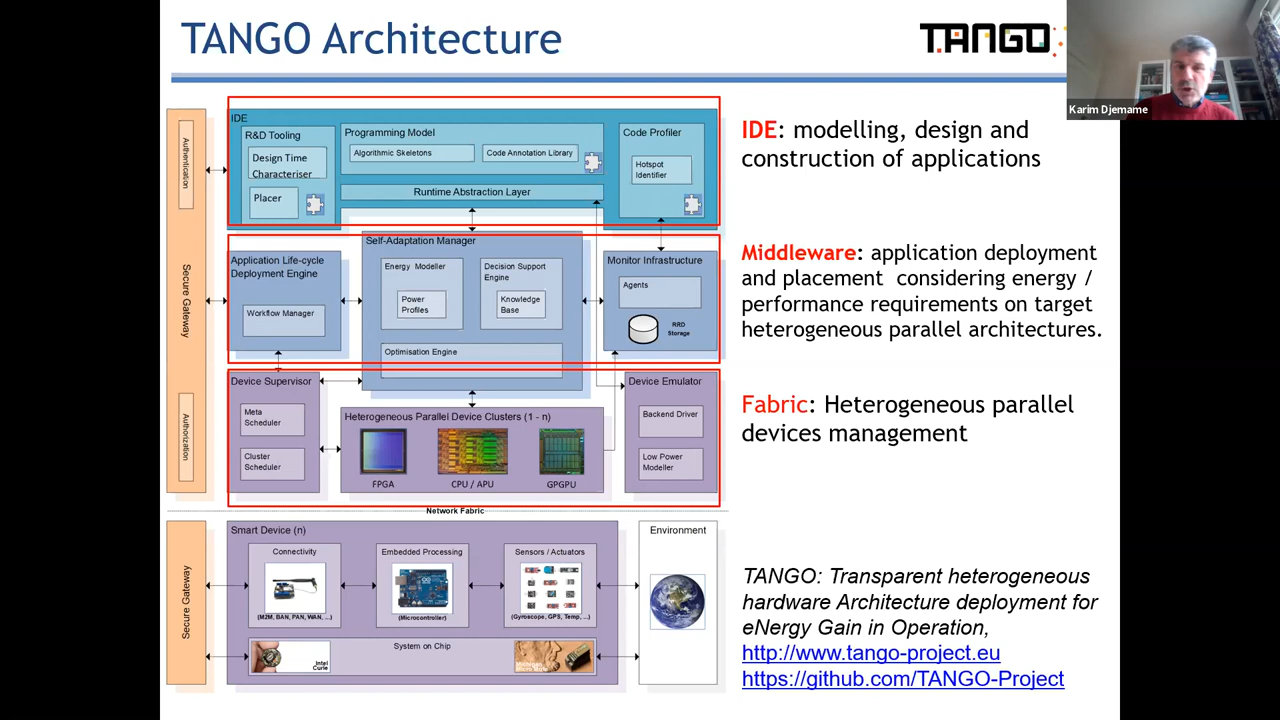 TANGO Architecture
TANGO
Karim Djemame
IDE
R&D Tooling
Design Time
Characteriser
Placer
Programming Model
Algorithmic Skeletons
Code Annotation Library
Runtime Abstraction Layer
Code Profiler
Hotspot
Identifier
Authentication
Secure Gateway
Authorization
Application Life-cycle
Deployment Engine
Workflow Manager
Self-Adaptation Manager
Energy Modeller
Power
Profiles
Decision Support
Engine
Knowledge
Base
Optimisation Engine
Monitor Infrastructure
Agents
RRD
Storage
Device Supervisor
Meta
Scheduler
Cluster
Scheduler
Heterogeneous Parallel Device Clusters (1 - n)
FPGA
CPU / APU
GPGPU
Device Emulator
Backend Driver
Low Power
Modeller
Network Fabric
Secure Gateway
Smart Device (n)
Connectivity
(M2M, BAN, PAN, WAN, ...)
Embedded Processing
(Microcontroller)
Sensors / Actuators
(Gyroscope, GPS, Temp, ...)
System on Chip
Intel
Curie
Michigan
Micro Mote
Environment
IDE: modelling, design and
construction of applications
Middleware: application deployment
and placement considering energy /
performance requirements on target
heterogeneous parallel architectures.
Fabric: Heterogeneous parallel
devices management
TANGO: Transparent heterogeneous
hardware Architecture deployment for
eNergy Gain in Operation,
http://www.tango-project.eu
https://github.com/TANGO-Project